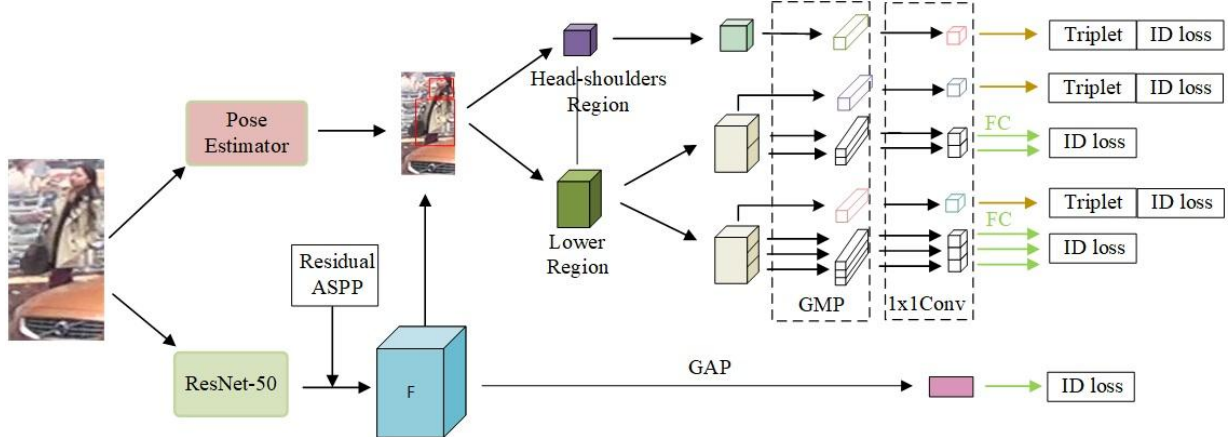 Triplet ID loss
Head-shoulders
Region
Triplet ID loss
Pose
Estimator
FC
ID loss
Triplet ID loss
FC
Lower
Region
ID loss
Residual
ASPP
GMP
1x1Conv
ResNet-50
F
GAP
ID loss